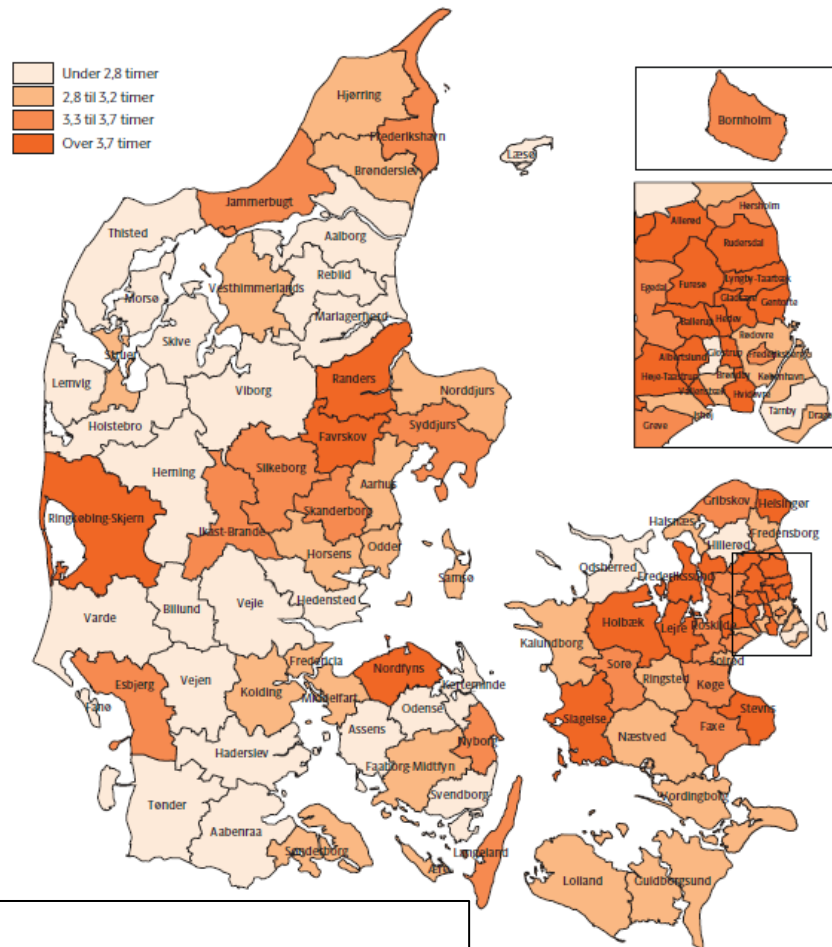 Under 2,8 timer
2,8 til 3,2 timer
3,3 til 3,7 timer
Over 3,7 timer
Hjørring
Frederikshavn
Læsø
Brønderslev
Jammerbugt
Thisted
Aalborg
Rebild
Vesthimmerlands
Morsø
Mariagerfjord
Skive
Struer
Lemvig
Viborg
Randers
Norddjurs
Holstebro
Favrskov
Syddjurs
Herning
Silkeborg
Aarhus
Ringkøbing-Skjern
Skanderborg
Ikast-Brande
Horsens
Odder
Samsø
Hedensted
Varde
Billund
Vejle
Esbjerg
Vejen
Kolding
Fredericia
Middelfart
Fanø
Nordfyns
Kerteminde
Odense
Assens
Nyborg
Haderslev
Faaborg-Midtfyn
Svendborg
Tønder
Aabenraa
Sønderborg
Ærø
Langeland
Bornholm
Hørsholm
Allerød
Rudersdal
Egedal
Furesø
Lyngby-Taarbæk
Gladsaxe
Gentofte
Ballerup
Herlev
Rødovre
Albertslund
Glostrup
Frederiksberg
Høje-Taastrup
Brøndby
København
Vallensbæk
Hvidovre
Tårnby
Dragør
Ishøj
Greve
Gribskov
Helsingør
Halsnæs
Fredensborg
Hillerød
Odsherred
Frederikssund
Holbæk
Lejre
Roskilde
Kalundborg
Solrød
Sorø
Ringsted
Køge
Slagelse
Stevns
Næstved
Faxe
Vordingborg
Lolland
Guldborgsund